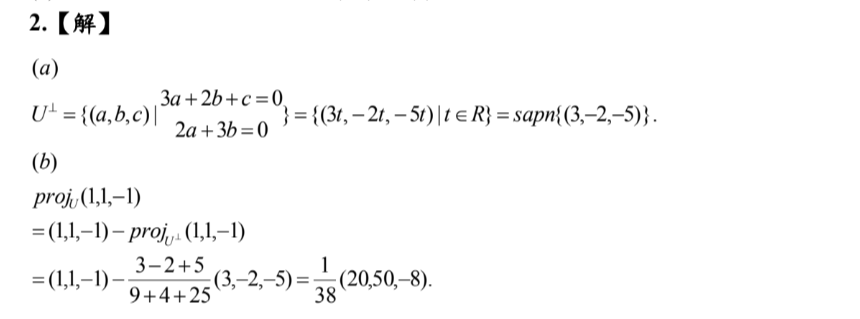 2.【解】
(a)
U⊥ = {(a,b,c) | 3a+2b+c=0, 2a+3b=0 } = {(3t, −2t, −5t) | t ∈ R} = sapn{(3,−2,−5)}.
(b)
proj_U (1,1,−1)
= (1,1,−1) − proj_U⊥ (1,1,−1)
= (1,1,−1) − (3−2+5)/(9+4+25) (3,−2,−5) = 1/38 (20,50,−8).